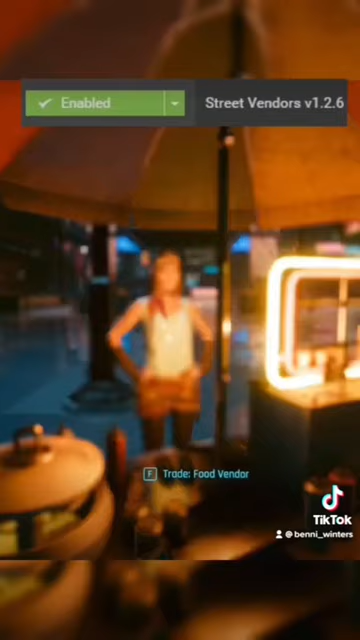 Enabled
Street Vendors v1.2.6
F Trade: Food Vendor
TikTok
@benni_winters